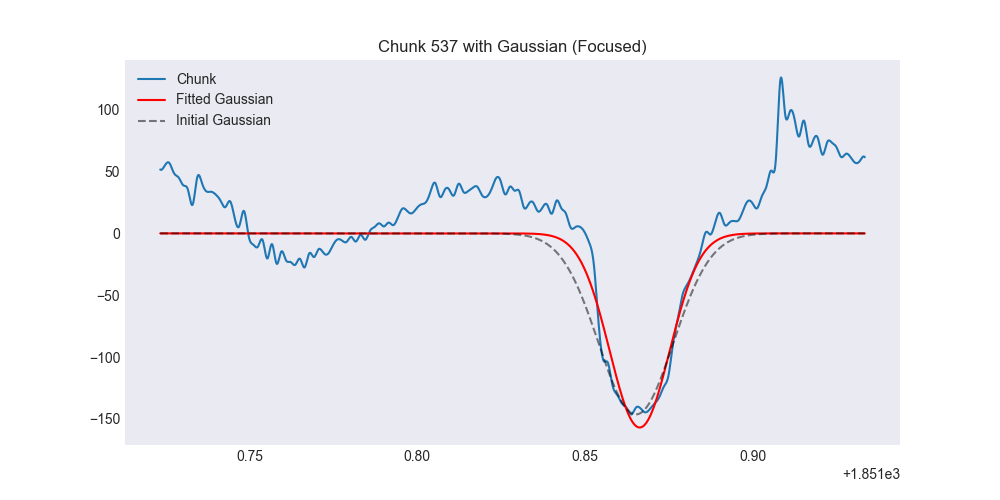 Chunk 537 with Gaussian (Focused)
Chunk
Fitted Gaussian
Initial Gaussian
100
50
0
−50
−100
−150
0.75 0.80 0.85 0.90
+1.851e3